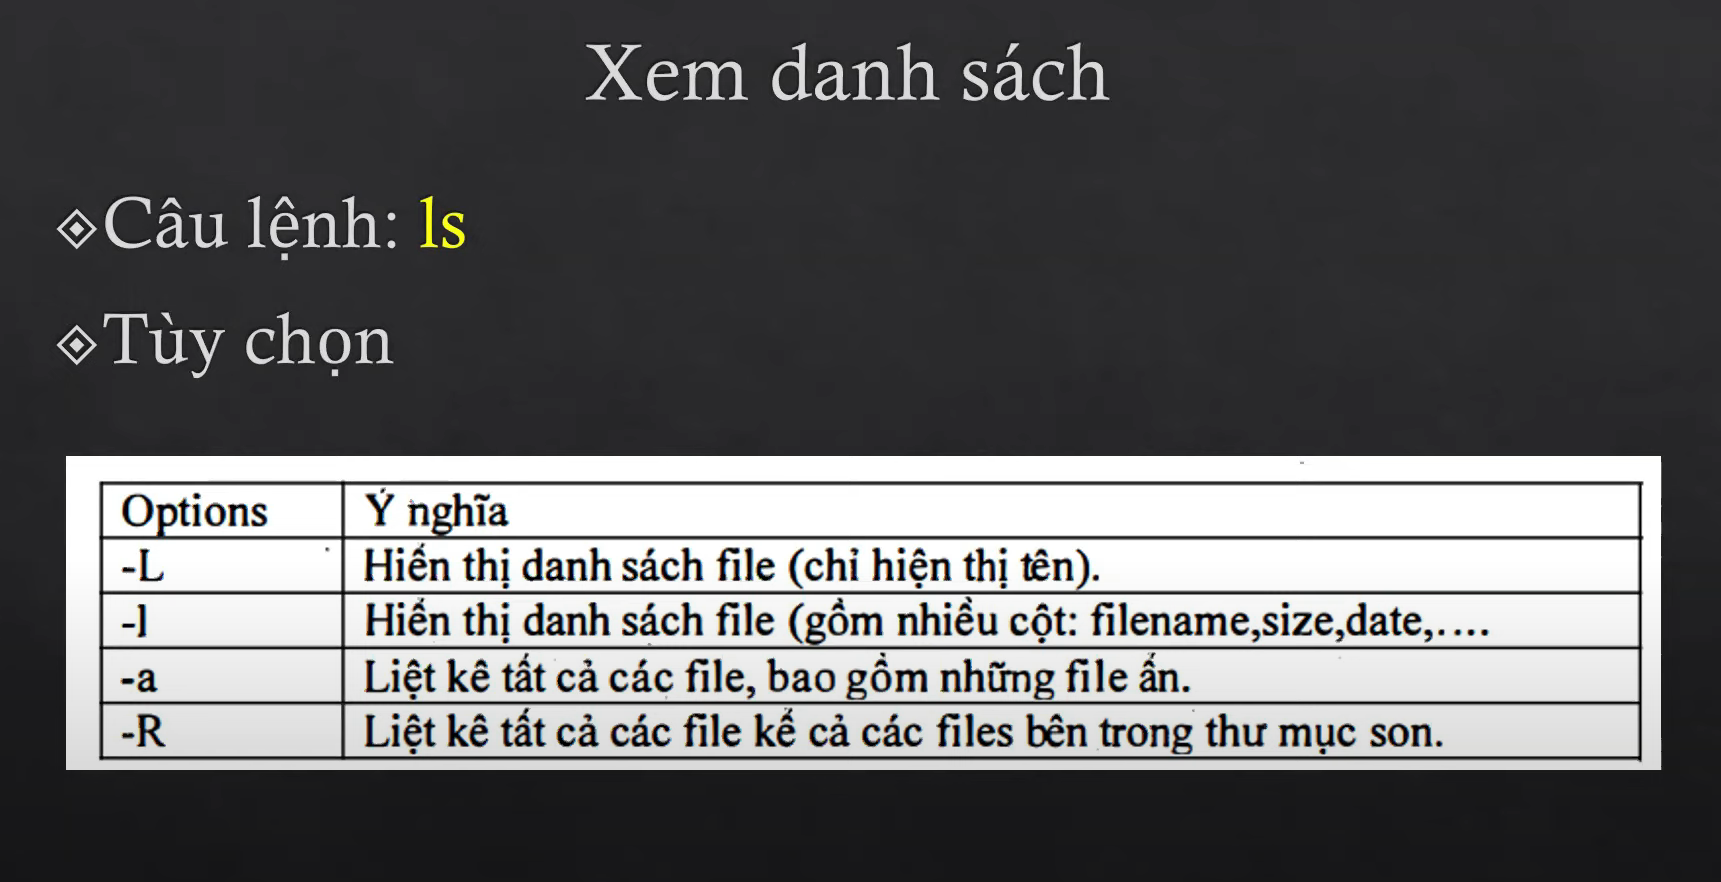 Xem danh sách
Câu lệnh: ls
Tùy chọn
Options Ý nghĩa
-L Hiển thị danh sách file (chỉ hiện thị tên).
-l Hiển thị danh sách file (gồm nhiều cột: filename,size,date,....
-a Liệt kê tất cả các file, bao gồm những file ẩn.
-R Liệt kê tất cả các file kể cả các files bên trong thư mục son.